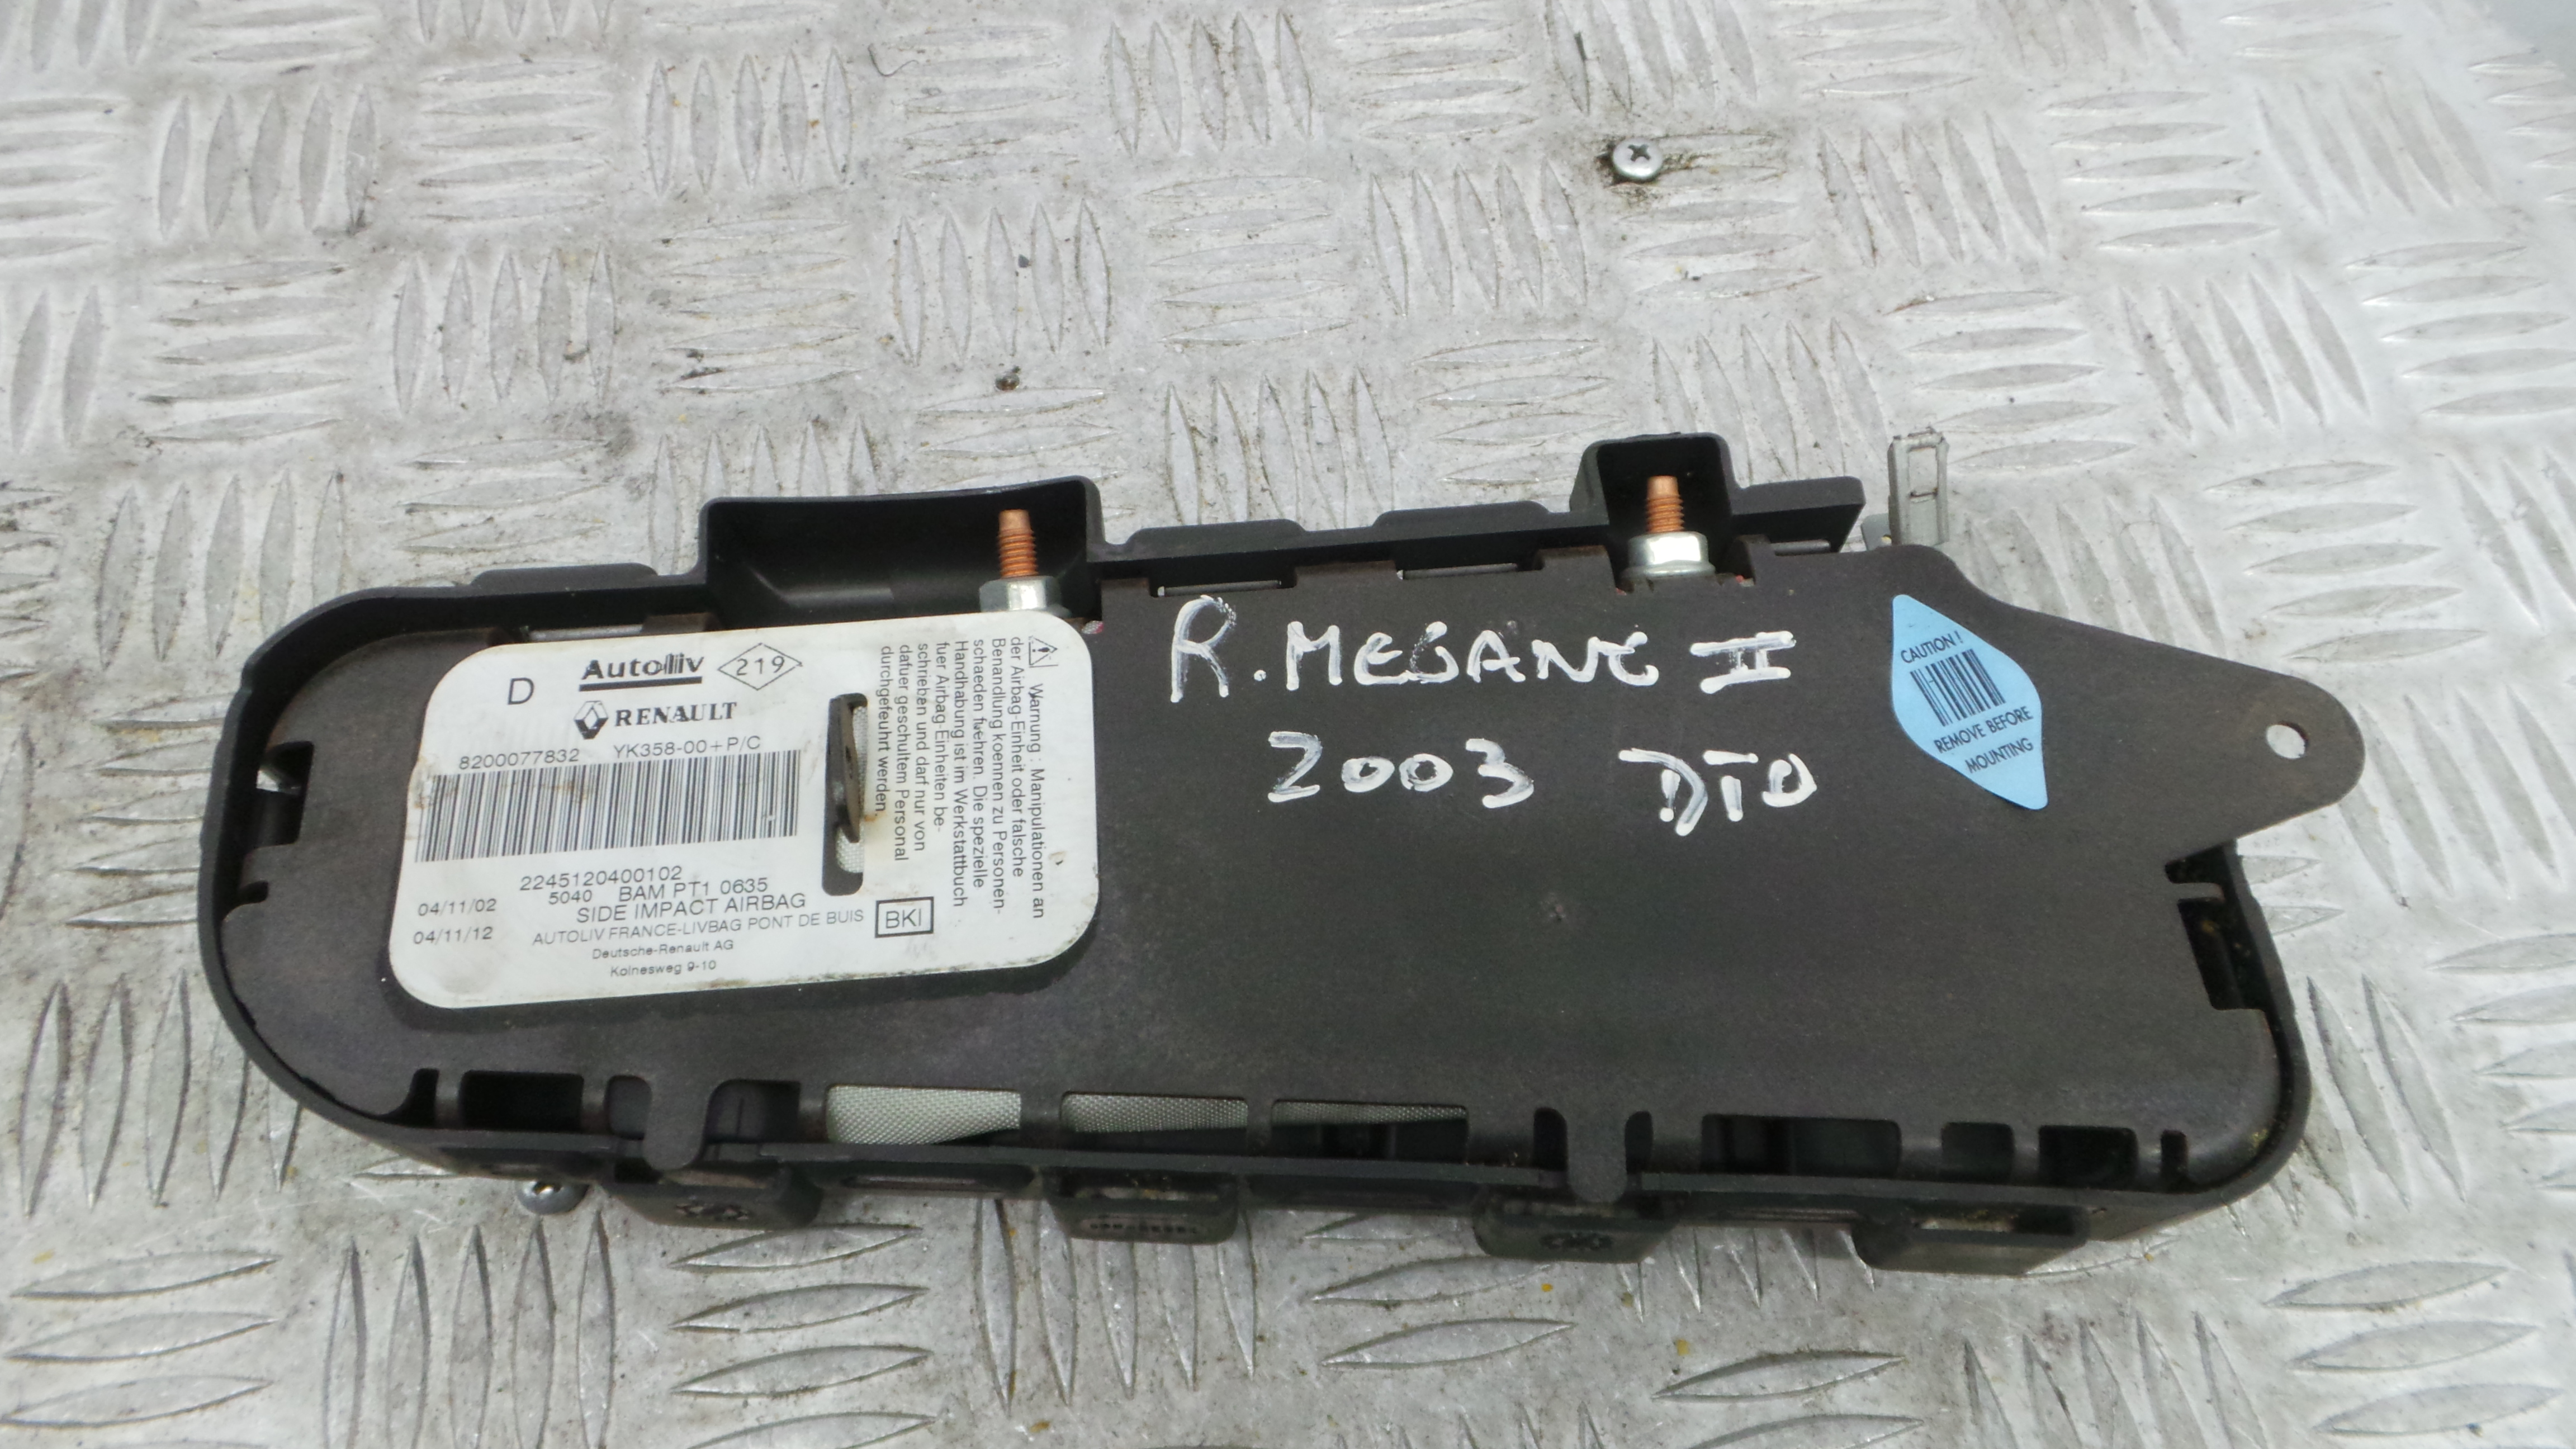 D
Autoliv 219
RENAULT
8200077832 YK358-00+P/C
2245120400102
5040 BAM PT1 0635
04/11/02 SIDE IMPACT AIRBAG
04/11/12 AUTOLIV FRANCE-LIVBAG PONT DE BUIS BKI
Deutsche-Renault AG
Kolnesweg 9-10
Warnung : Manipulationen an
der Airbag-Einheit oder falsche
Benandlung koennen zu Personen-
schaeden fuehren. Die spezielle
Handhabung ist im Werkstattbuch
fuer Airbag-Einheiten be-
schrieben und darf nur von
dafuer geschultem Personal
durchgefeuhrt werden.
R. MEGANE II
2003 DTO
CAUTION !
REMOVE BEFORE
MOUNTING